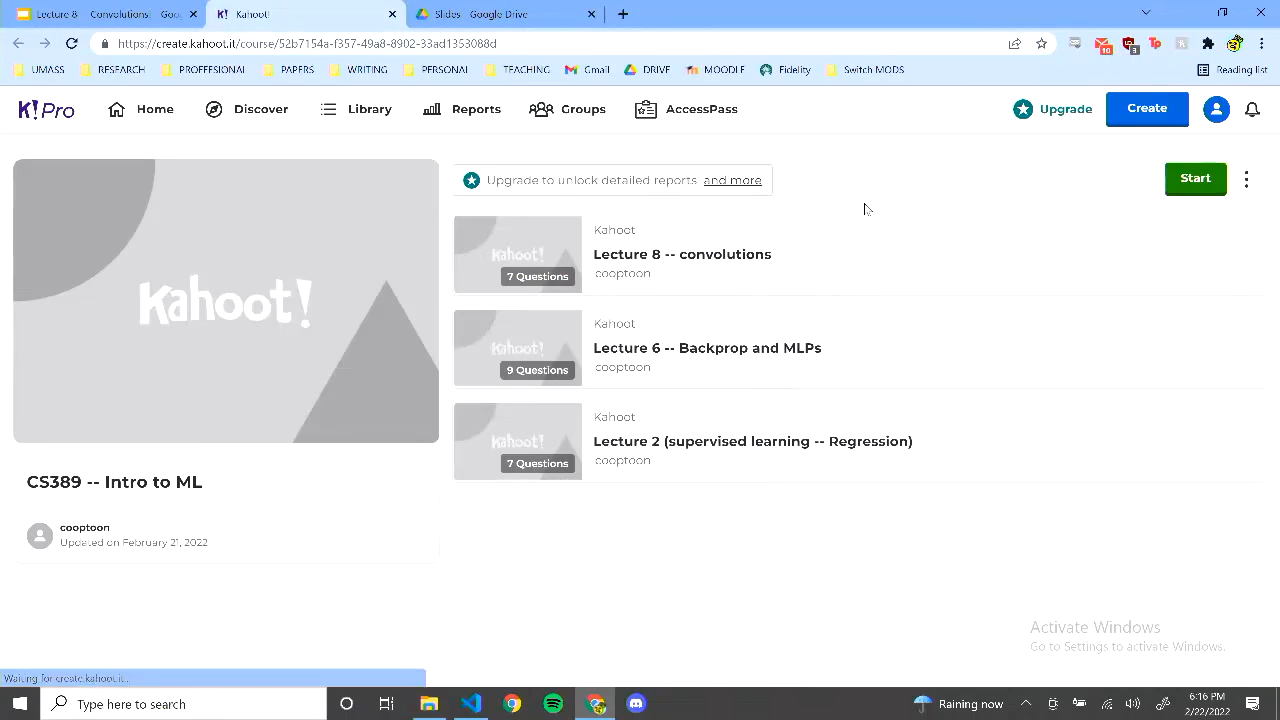 Lecture 8 -- Convolutions - Goo
Kahoot!
Slides - Google Drive
https://create.kahoot.it/course/52b7154a-f357-49a8-8982-33ad1353088d
UMASS
RESEARCH
PROFFESIONAL
PAPERS
WRITING
PERSONAL
TEACHING
Gmail
DRIVE
MOODLE
Fidelity
Switch MODS
Reading list
K! Pro
Home
Discover
Library
Reports
Groups
AccessPass
Upgrade
Create
Upgrade to unlock detailed reports and more
Start
Kahoot!
Kahoot!
7 Questions
Kahoot
Lecture 8 -- convolutions
cooptoon
Kahoot!
9 Questions
Kahoot
Lecture 6 -- Backprop and MLPs
cooptoon
Kahoot!
7 Questions
Kahoot
Lecture 2 (supervised learning -- Regression)
cooptoon
CS389 -- Intro to ML
cooptoon
Updated on February 21, 2022
Activate Windows
Go to Settings to activate Windows.
Waiting for create.kahoot.it...
Type here to search
Raining now
6:16 PM
2/22/2022